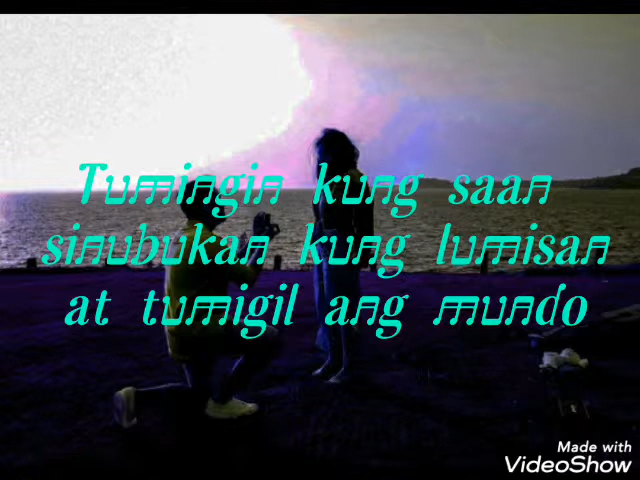 Tumingin kung saan
sinubukan kung lumisan
at tumigil ang mundo
Made with
VideoShow